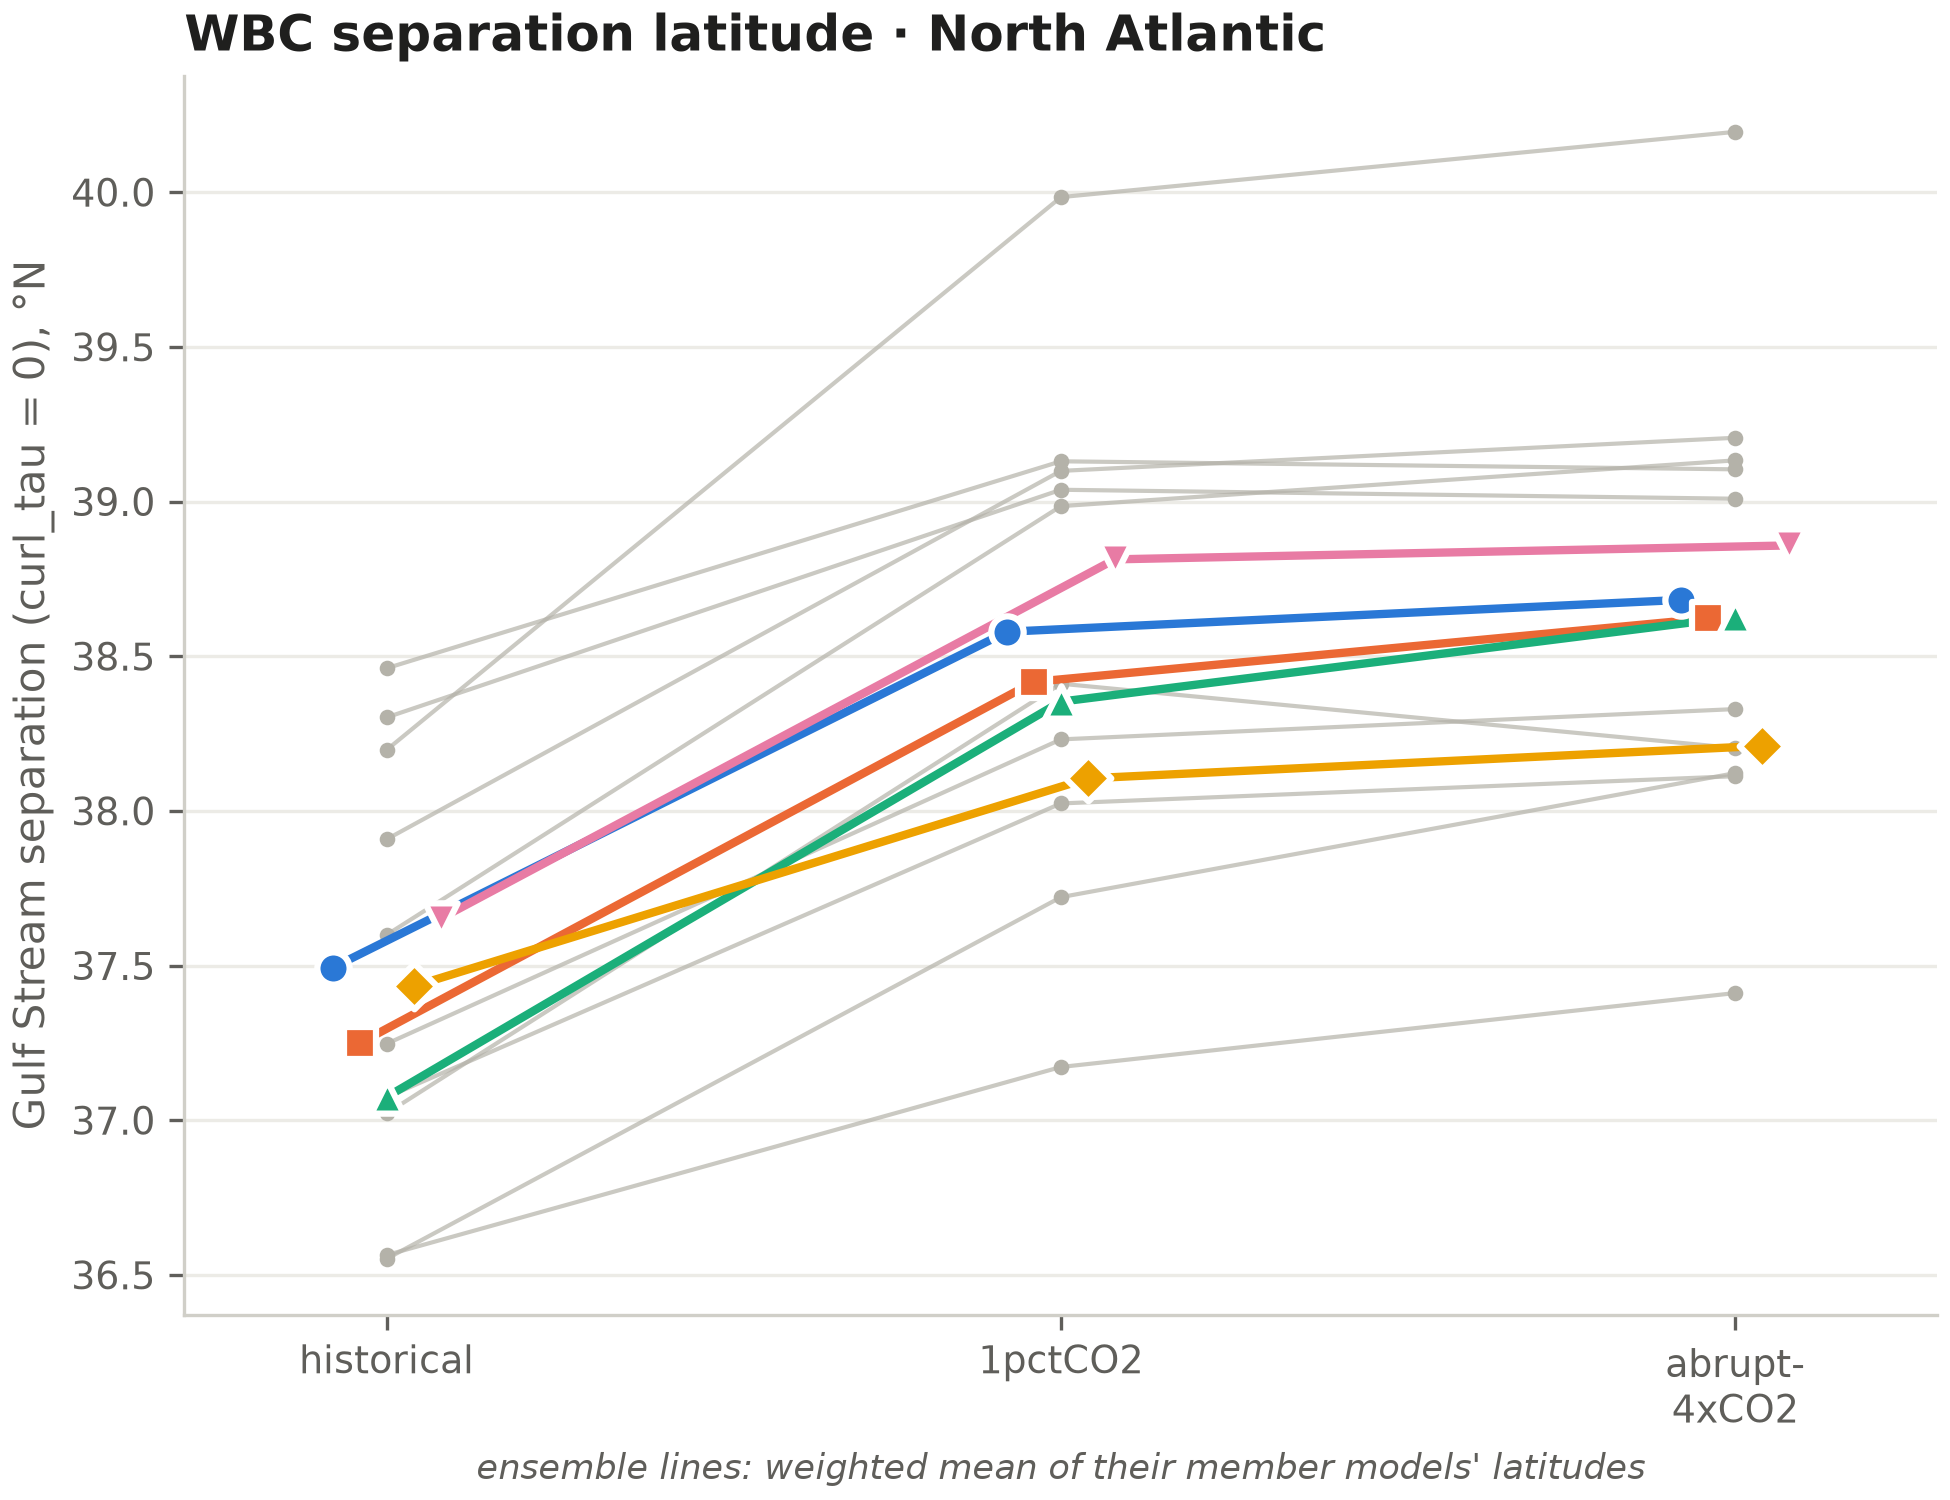 WBC separation latitude · North Atlantic
Gulf Stream separation (curl_tau = 0), °N
40.0
39.5
39.0
38.5
38.0
37.5
37.0
36.5
historical
1pctCO2
abrupt-
4xCO2
ensemble lines: weighted mean of their member models' latitudes